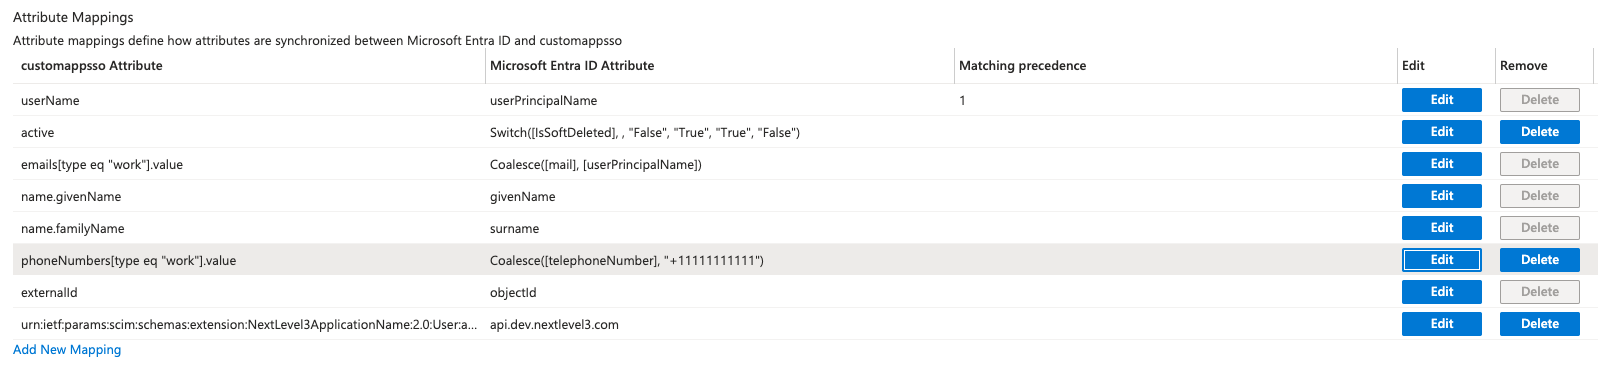 Attribute Mappings
Attribute mappings define how attributes are synchronized between Microsoft Entra ID and customappsso
customappsso Attribute Microsoft Entra ID Attribute Matching precedence Edit Remove
userName userPrincipalName 1 Edit Delete
active Switch([IsSoftDeleted], , "False", "True", "True", "False") Edit Delete
emails[type eq "work"].value Coalesce([mail], [userPrincipalName]) Edit Delete
name.givenName givenName Edit Delete
name.familyName surname Edit Delete
phoneNumbers[type eq "work"].value Coalesce([telephoneNumber], "+11111111111") Edit Delete
externalId objectId Edit Delete
urn:ietf:params:scim:schemas:extension:NextLevel3ApplicationName:2.0:User:a... api.dev.nextlevel3.com Edit Delete
Add New Mapping